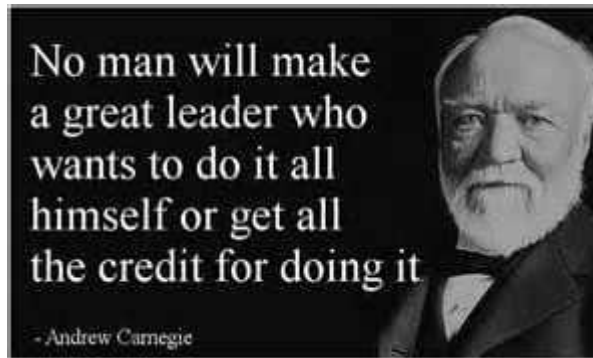 No man will make
a great leader who
wants to do it all
himself or get all
the credit for doing it
- Andrew Carnegie